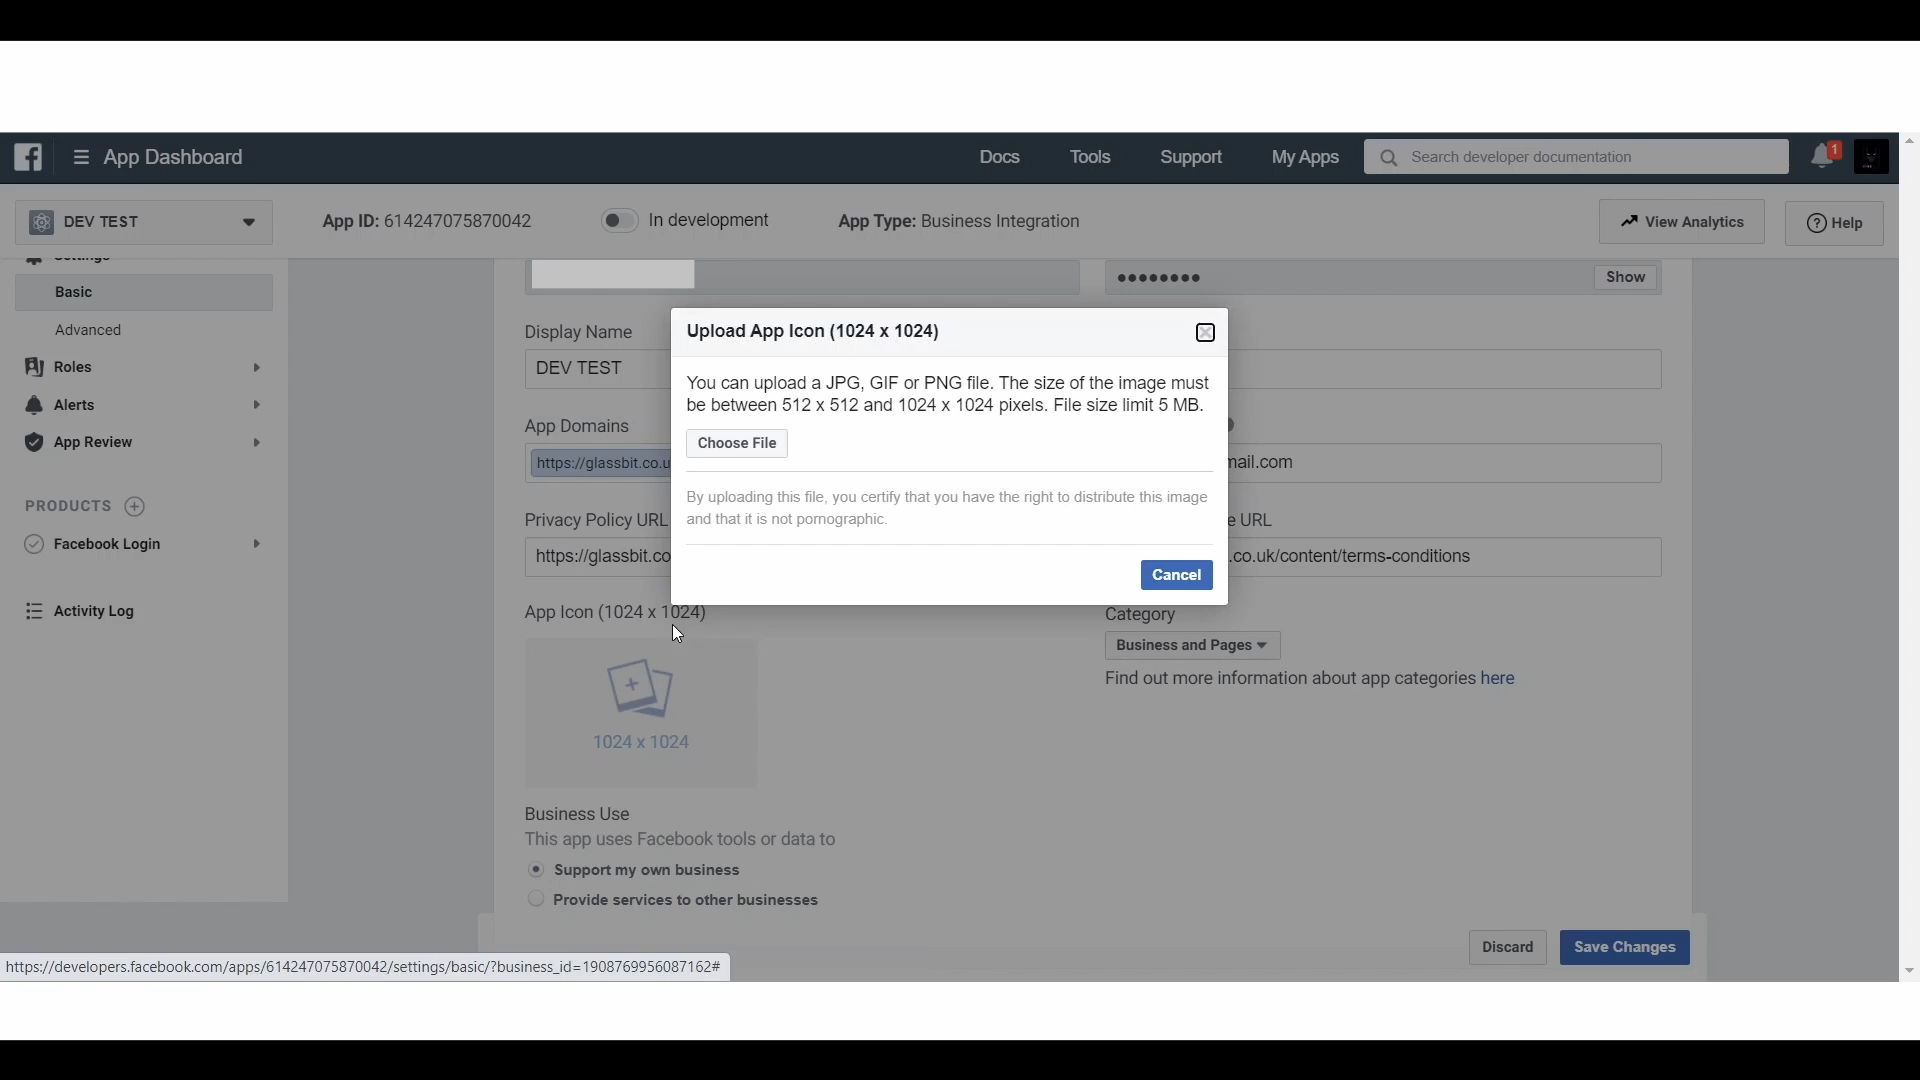 App Dashboard
Docs
Tools
Support
My Apps
Search developer documentation
1
DEV TEST
App ID: 614247075870042
In development
App Type: Business Integration
View Analytics
Help
Settings
Basic
Advanced
Roles
Alerts
App Review
PRODUCTS
Facebook Login
Activity Log
Show
Display Name
DEV TEST
App Domains
https://glassbit.co.u
mail.com
Privacy Policy URL
https://glassbit.co
URL
.co.uk/content/terms-conditions
Upload App Icon (1024 x 1024)
You can upload a JPG, GIF or PNG file. The size of the image must
be between 512 x 512 and 1024 x 1024 pixels. File size limit 5 MB.
Choose File
By uploading this file, you certify that you have the right to distribute this image
and that it is not pornographic.
Cancel
App Icon (1024 x 1024)
1024 x 1024
Category
Business and Pages
Find out more information about app categories here
Business Use
This app uses Facebook tools or data to
Support my own business
Provide services to other businesses
Discard
Save Changes
https://developers.facebook.com/apps/614247075870042/settings/basic/?business_id=1908769956087162#